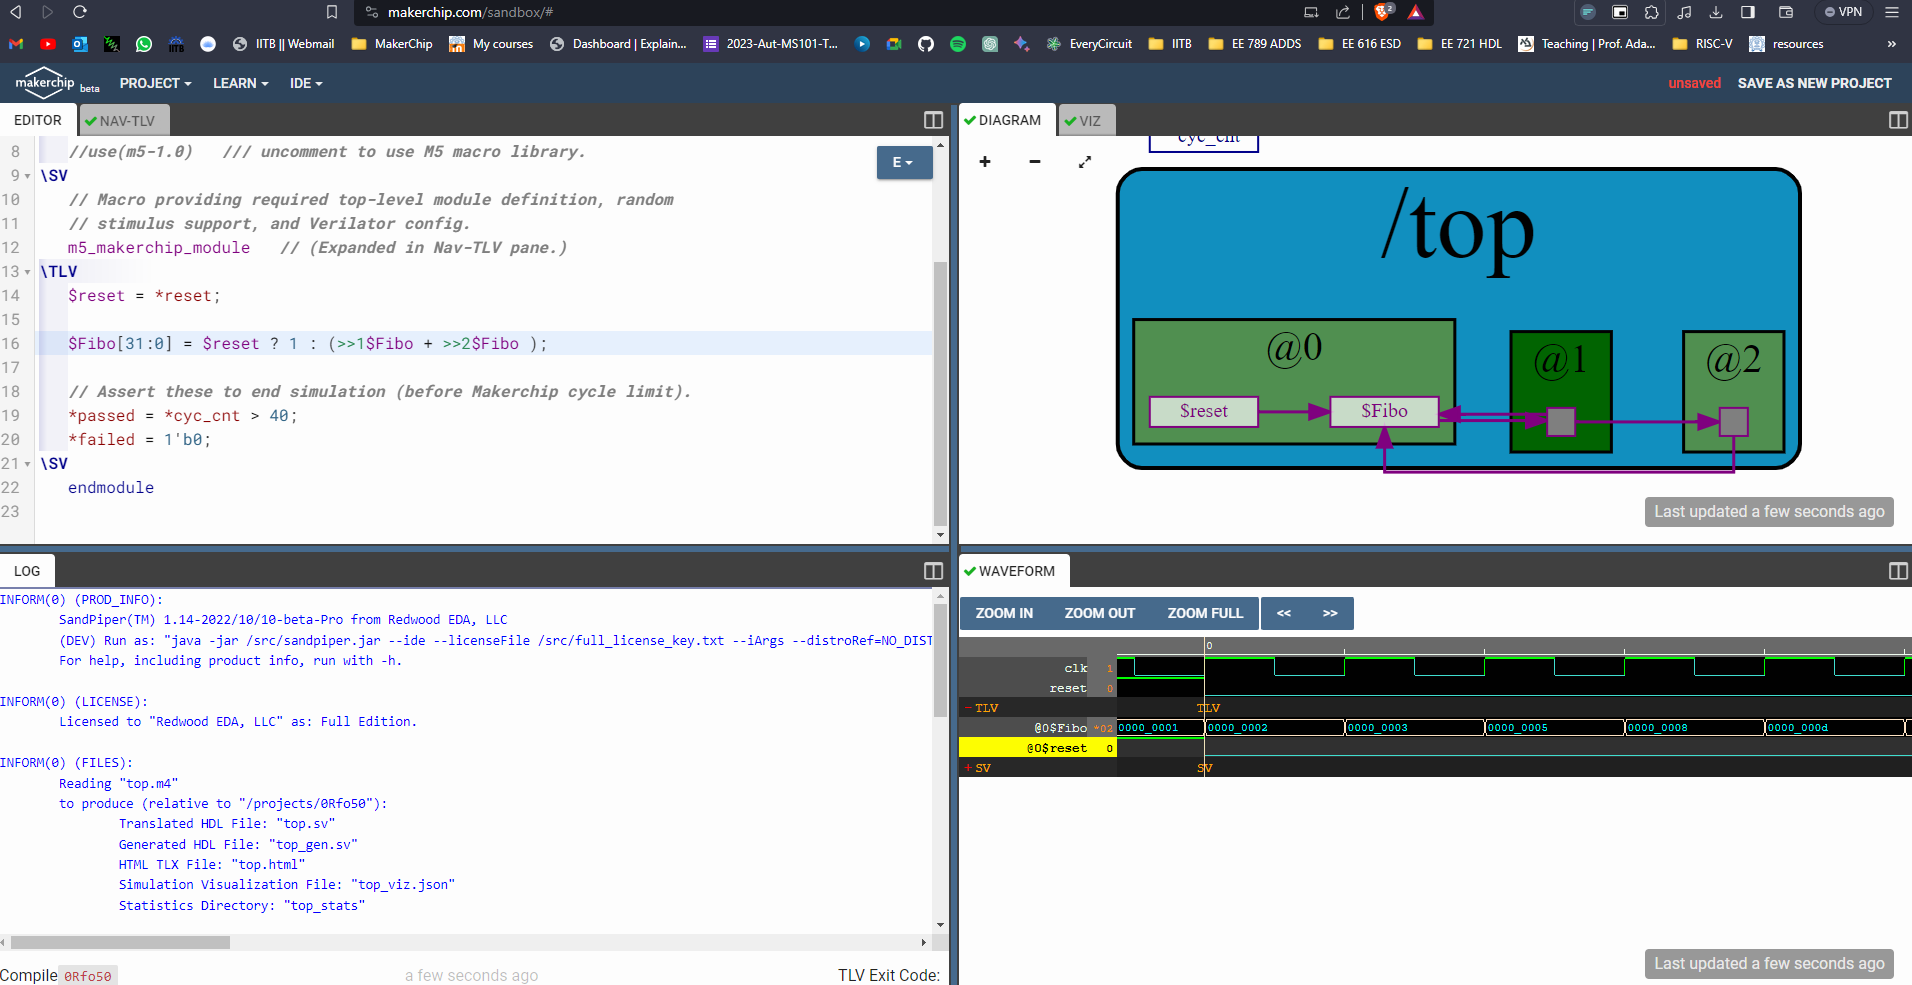 makerchip.com/sandbox/#
2
VPN
IITB || Webmail
MakerChip
My courses
Dashboard | Explain...
2023-Aut-MS101-T...
EveryCircuit
IITB
EE 789 ADDS
EE 616 ESD
EE 721 HDL
Teaching | Prof. Ada...
RISC-V
resources
»
makerchip beta
PROJECT
LEARN
IDE
unsaved
SAVE AS NEW PROJECT
EDITOR
NAV-TLV
8 //use(m5-1.0) /// uncomment to use M5 macro library.
9 \SV
10 // Macro providing required top-level module definition, random
11 // stimulus support, and Verilator config.
12 m5_makerchip_module // (Expanded in Nav-TLV pane.)
13 \TLV
14 $reset = *reset;
15
16 $Fibo[31:0] = $reset ? 1 : (>>1$Fibo + >>2$Fibo );
17
18 // Assert these to end simulation (before Makerchip cycle limit).
19 *passed = *cyc_cnt > 40;
20 *failed = 1'b0;
21 \SV
22 endmodule
23
E
DIAGRAM
VIZ
cyc_cnt
/top
@0
@1
@2
$reset
$Fibo
Last updated a few seconds ago
LOG
INFORM(0) (PROD_INFO):
SandPiper(TM) 1.14-2022/10/10-beta-Pro from Redwood EDA, LLC
(DEV) Run as: "java -jar /src/sandpiper.jar --ide --licenseFile /src/full_license_key.txt --iArgs --distroRef=NO_DIST
For help, including product info, run with -h.
INFORM(0) (LICENSE):
Licensed to "Redwood EDA, LLC" as: Full Edition.
INFORM(0) (FILES):
Reading "top.m4"
to produce (relative to "/projects/0Rfo50"):
Translated HDL File: "top.sv"
Generated HDL File: "top_gen.sv"
HTML TLX File: "top.html"
Simulation Visualization File: "top_viz.json"
Statistics Directory: "top_stats"
Compile 0Rfo50
a few seconds ago
TLV Exit Code:
WAVEFORM
ZOOM IN
ZOOM OUT
ZOOM FULL
<<
>>
0
clk 1
reset 0
- TLV
TLV
@0$Fibo *02 0000_0001 0000_0002 0000_0003 0000_0005 0000_0008 0000_000d
@0$reset 0
+ SV
SV
Last updated a few seconds ago